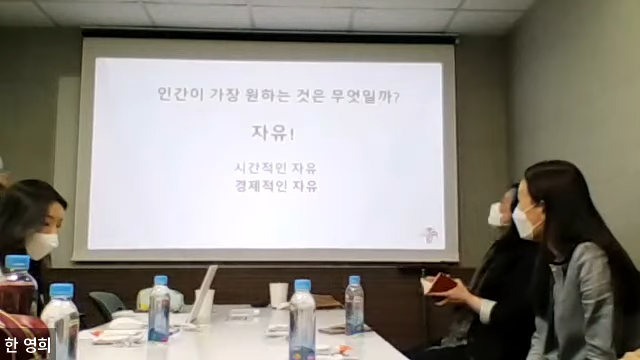 인간이 가장 원하는 것은 무엇일까?
자유!
시간적인 자유
경제적인 자유
한 영희